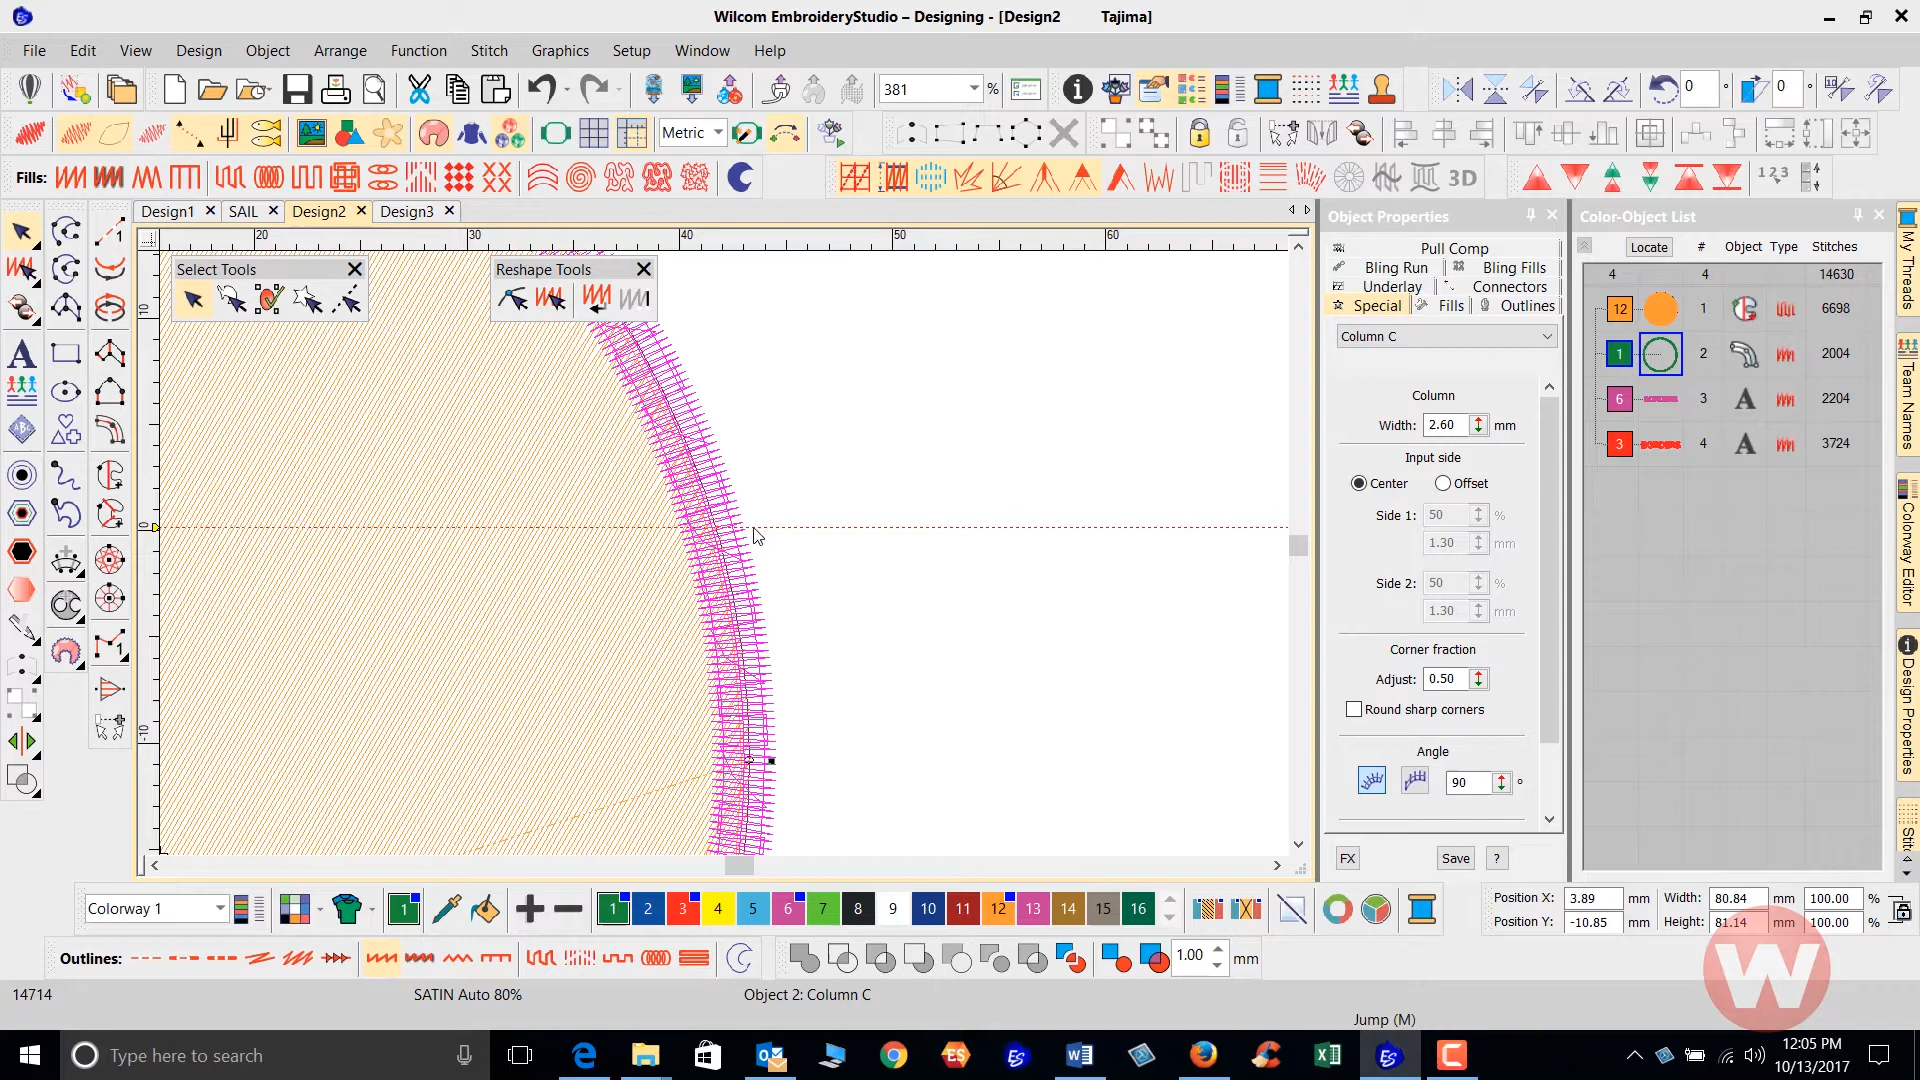 Wilcom EmbroideryStudio – Designing - [Design2 Tajima]
File Edit View Design Object Arrange Function Stitch Graphics Setup Window Help
381 %
0 ° 0 °
Metric
Fills:
3D
1 2 3
Design1 SAIL Design2 Design3
20 30 40 50 60
10
0
-10
Select Tools
Reshape Tools
Object Properties
Pull Comp
Bling Run Bling Fills
Underlay Connectors
Special Fills Outlines
Column C
Column
Width: 2.60 mm
Input side
Center Offset
Side 1: 50 %
1.30 mm
Side 2: 50 %
1.30 mm
Corner fraction
Adjust: 0.50
Round sharp corners
Angle
90 °
FX Save ?
Color-Object List
Locate # Object Type Stitches
4 4 14630
12 1 6698
1 2 2004
6 3 2204
3 BORDERS 4 3724
My Threads
Team Names
Colorway Editor
Design Properties
Colorway 1
1
1 2 3 4 5 6 7 8 9 10 11 12 13 14 15 16
Position X: 3.89 mm Width: 80.84 mm 100.00 %
Position Y: -10.85 mm Height: 81.14 mm 100.00 %
Outlines:
1.00 mm
14714 SATIN Auto 80% Object 2: Column C
Jump (M)
W
Type here to search
12:05 PM
10/13/2017